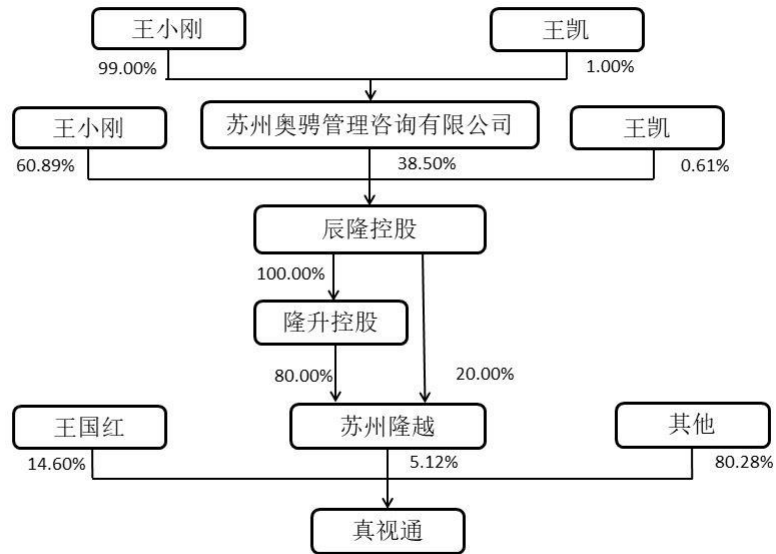 王小刚
王凯
99.00%
1.00%
王小刚
苏州奥骋管理咨询有限公司
王凯
60.89%
38.50%
0.61%
辰隆控股
100.00%
隆升控股
80.00%
20.00%
王国红
苏州隆越
其他
14.60%
5.12%
80.28%
真视通